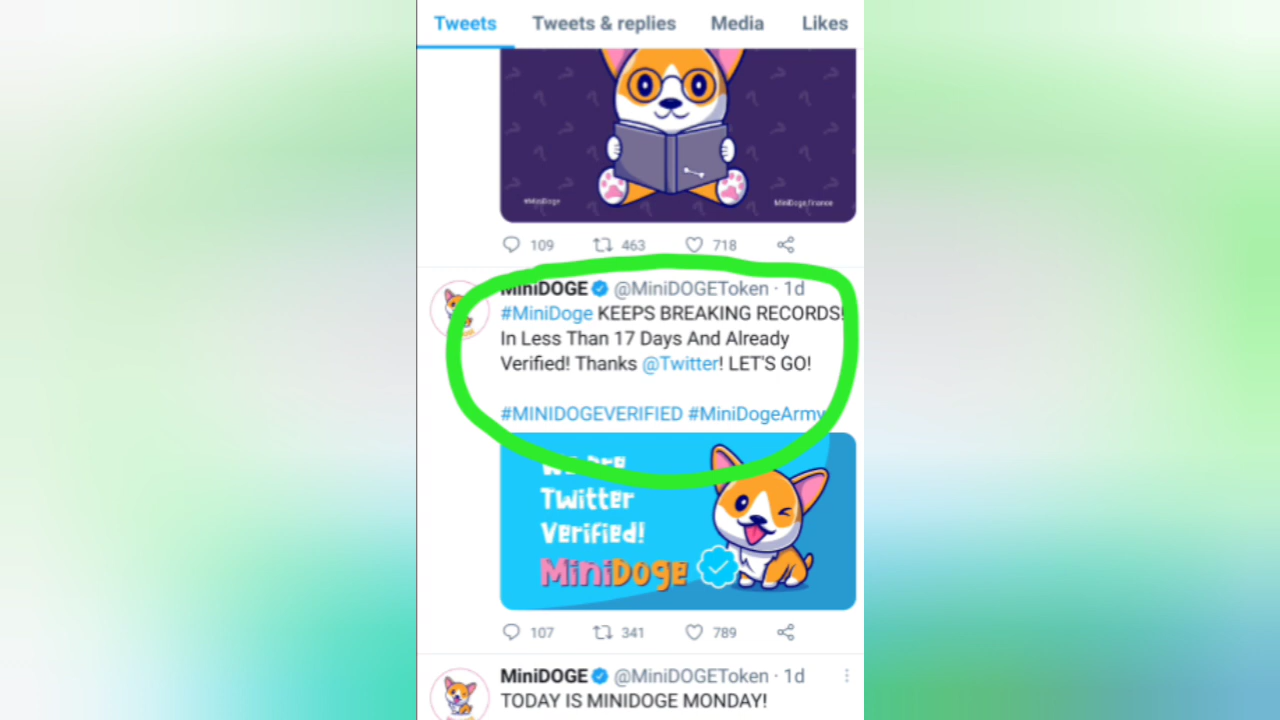 Tweets Tweets & replies Media Likes
#MiniDoge MiniDoge.finance
109 463 718
MiniDOGE @MiniDOGEToken · 1d
#MiniDoge KEEPS BREAKING RECORDS!
In Less Than 17 Days And Already
Verified! Thanks @Twitter! LET'S GO!
#MINIDOGEVERIFIED #MiniDogeArmy
We are
Twitter
Verified!
MiniDoge
107 341 789
MiniDOGE @MiniDOGEToken · 1d
TODAY IS MINIDOGE MONDAY!